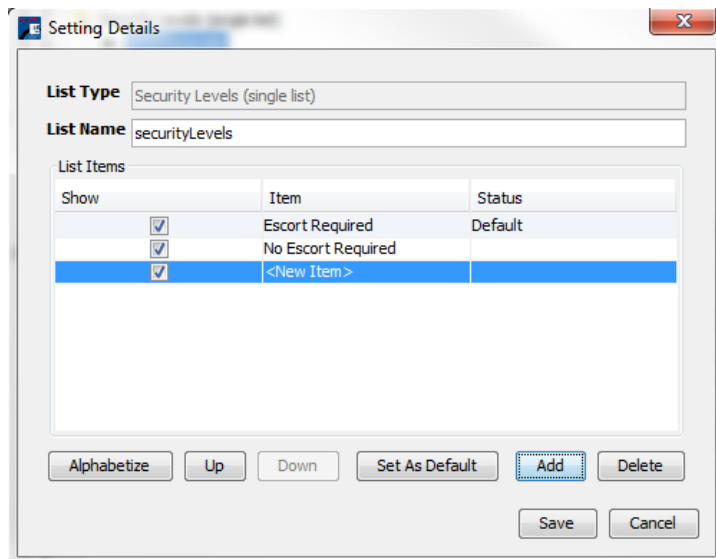 Setting Details
List Type Security Levels (single list)
List Name securityLevels
List Items
Show Item Status
Escort Required Default
No Escort Required
<New Item>
Alphabetize Up Down Set As Default Add Delete
Save Cancel